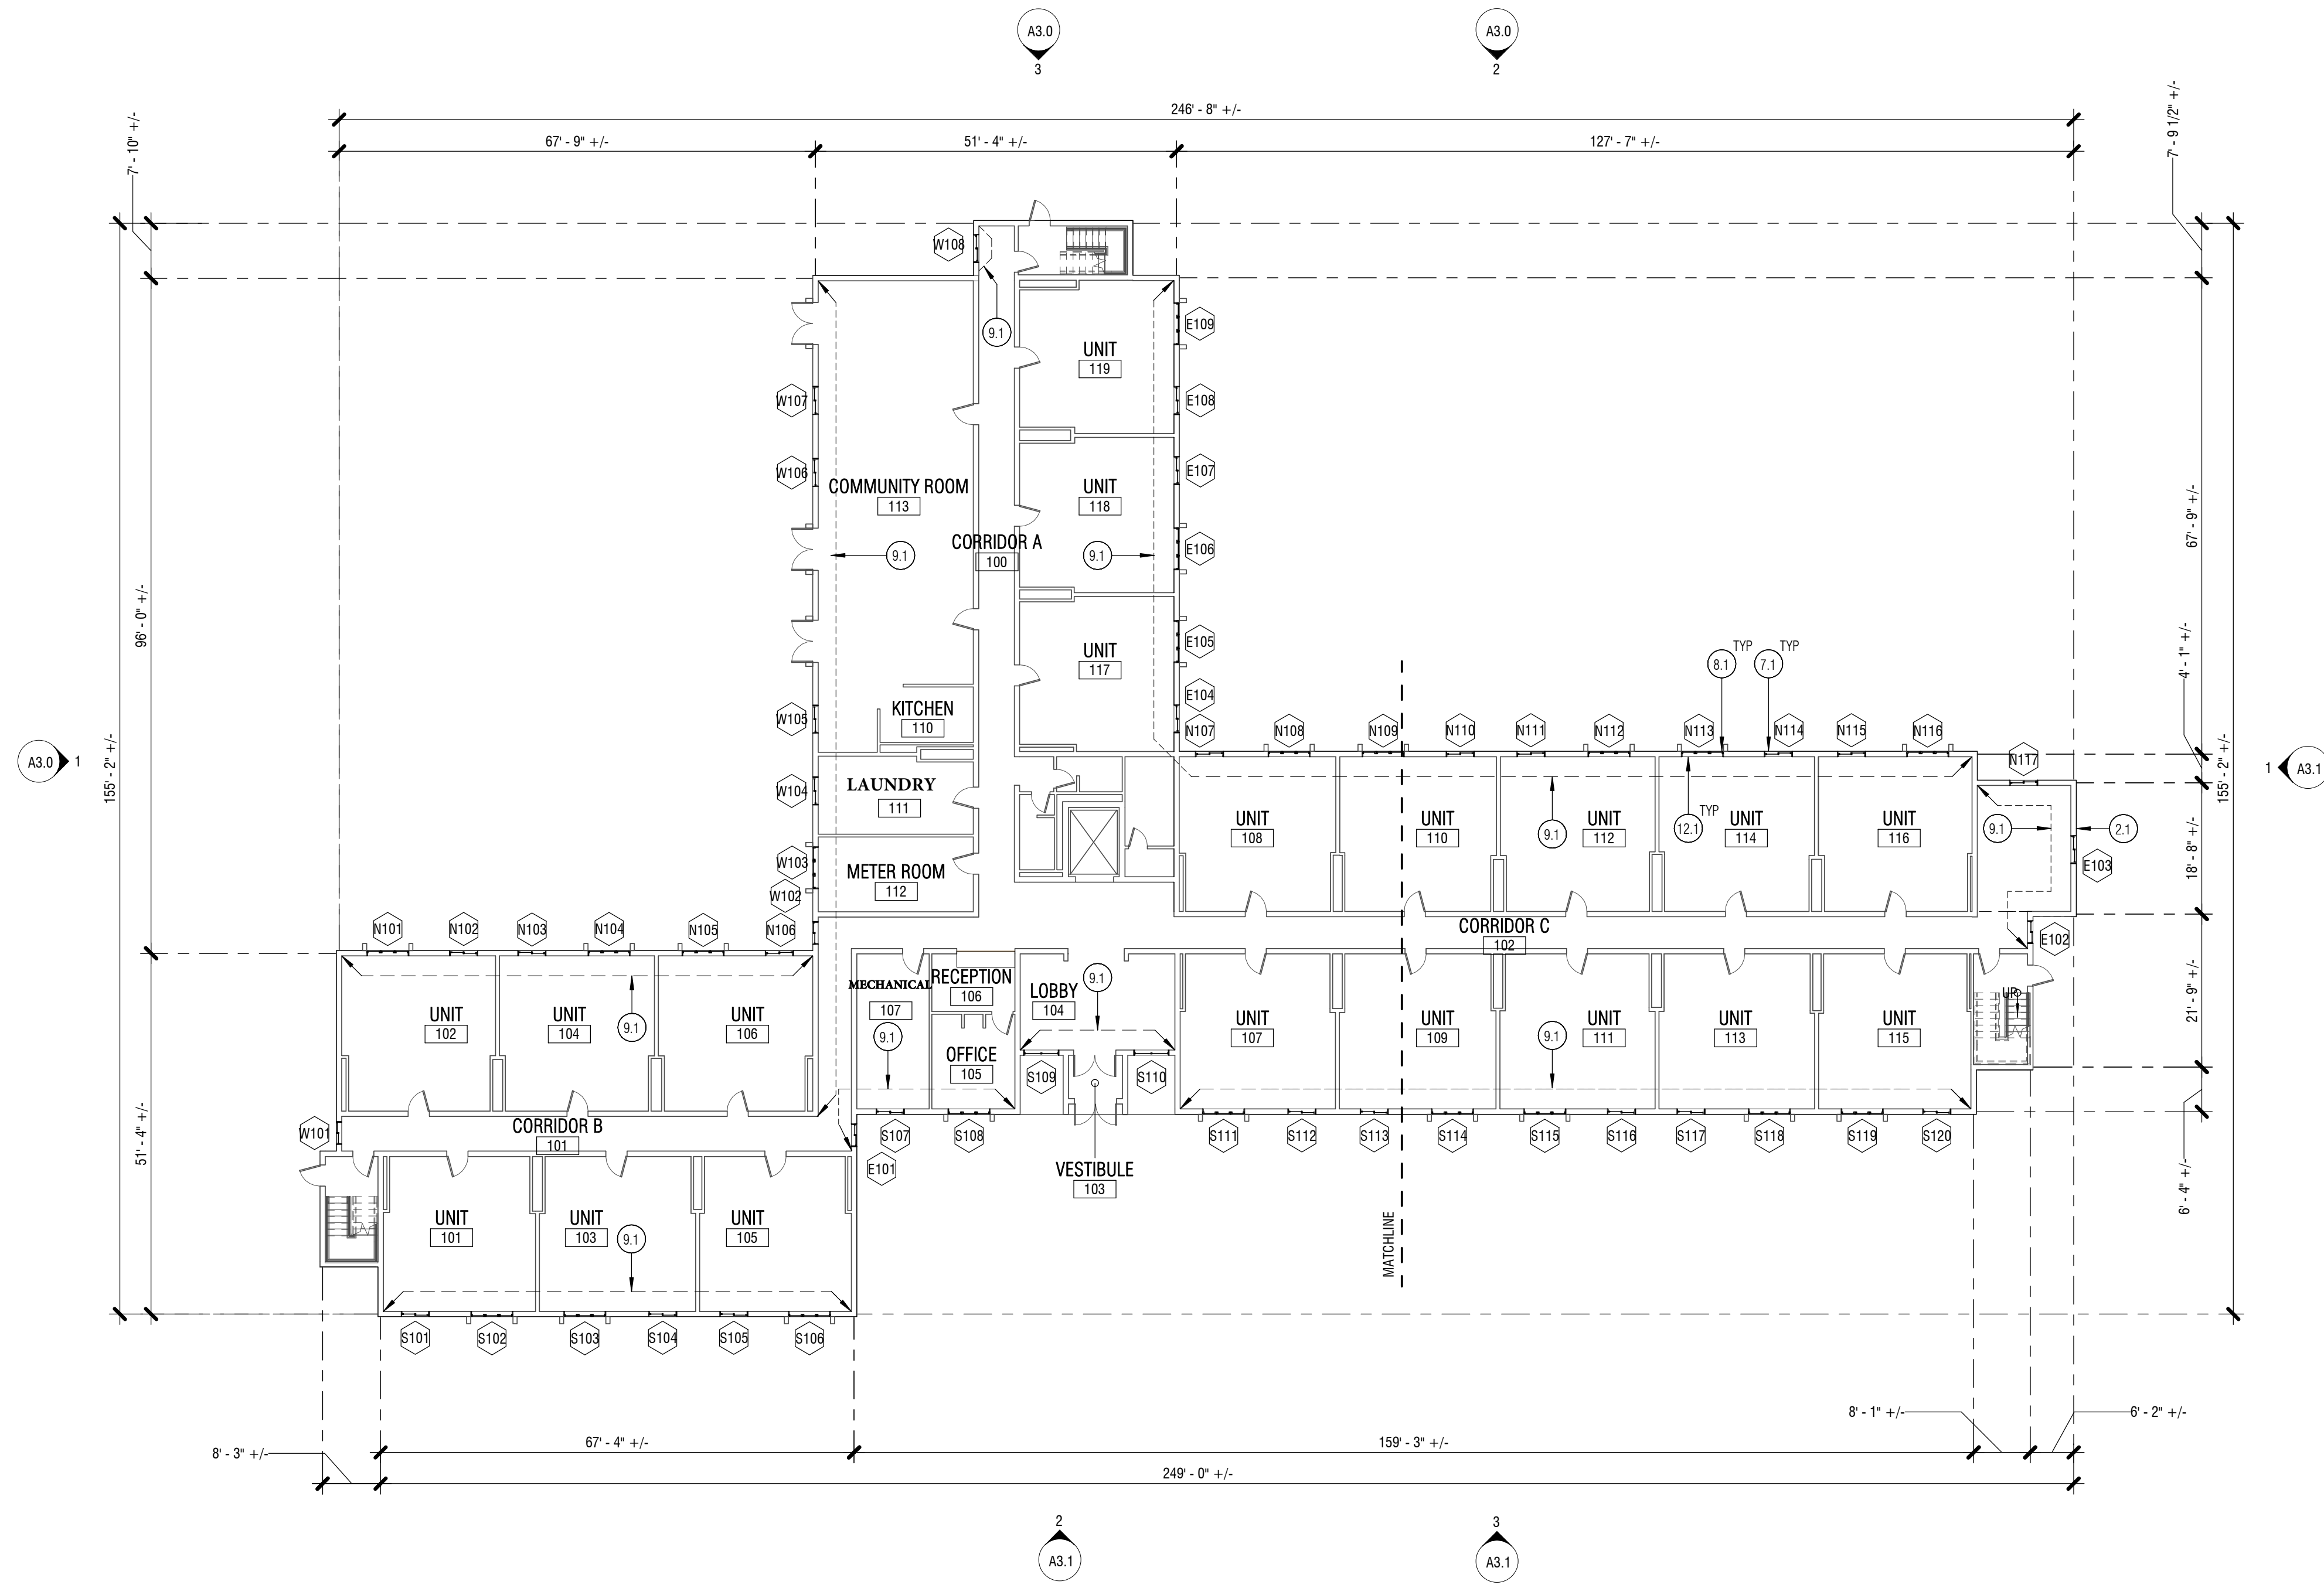 A3.0
3
A3.0
2
246' - 8" +/-
67' - 9" +/-
51' - 4" +/-
127' - 7" +/-
7' - 10" +/-
7' - 9 1/2" +/-
W108
9.1
E109
UNIT
119
W107
E108
W106
E107
COMMUNITY ROOM
113
UNIT
118
67' - 9" +/-
CORRIDOR A
100
9.1
9.1
E106
96' - 0" +/-
UNIT
117
E105
TYP
TYP
8.1
7.1
4' - 1" +/-
E104
W105
KITCHEN
110
N107
N108
N109
N110
N111
N112
N113
N114
N115
N116
N117
A3.0
1
155' - 2" +/-
155' - 2" +/-
1
A3.1
W104
LAUNDRY
111
UNIT
108
UNIT
110
9.1
UNIT
112
12.1
TYP
UNIT
114
UNIT
116
9.1
2.1
W103
METER ROOM
112
E103
18' - 8" +/-
W102
N101
N102
N103
N104
N105
N106
CORRIDOR C
102
E102
MECHANICAL
107
RECEPTION
106
LOBBY
104
9.1
UP
UNIT
102
UNIT
104
9.1
UNIT
106
9.1
OFFICE
105
UNIT
107
UNIT
109
9.1
UNIT
111
UNIT
113
UNIT
115
21' - 9" +/-
S109
S110
51' - 4" +/-
W101
CORRIDOR B
101
S107
S108
S111
S112
S113
S114
S115
S116
S117
S118
S119
S120
E101
VESTIBULE
103
6' - 4" +/-
UNIT
101
UNIT
103
9.1
UNIT
105
MATCHLINE
S101
S102
S103
S104
S105
S106
8' - 3" +/-
67' - 4" +/-
159' - 3" +/-
8' - 1" +/-
6' - 2" +/-
249' - 0" +/-
2
A3.1
3
A3.1